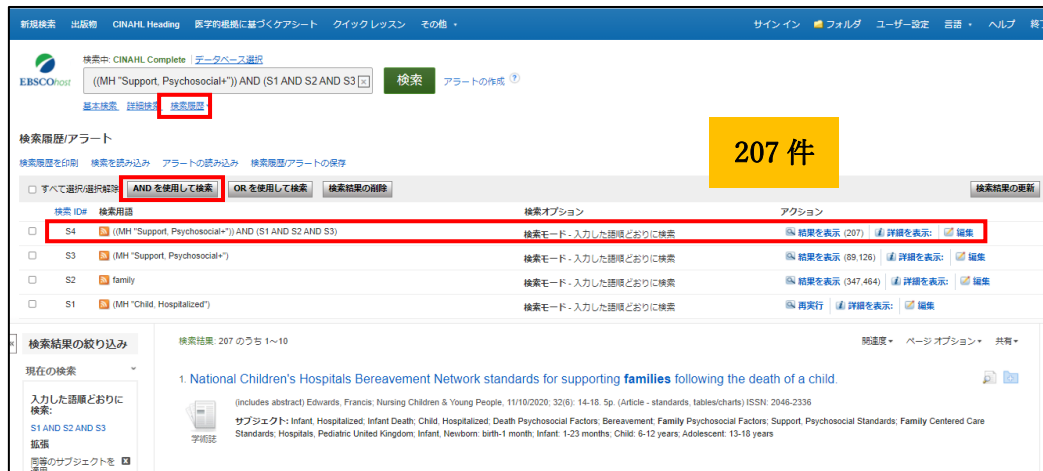 新規検索 出版物 CINAHL Heading 医学的根拠に基づくケアシート クイック レッスン その他
サイン イン フォルダ ユーザー設定 言語 ヘルプ
検索中: CINAHL Complete データベース選択
EBSCOhost
((MH "Support, Psychosocial+")) AND (S1 AND S2 AND S3 検索 アラートの作成 ?
基本検索 詳細検索 検索履歴
検索履歴/アラート
207 件
検索履歴を印刷 検索を読み込み アラートの読み込み 検索履歴/アラートの保存
すべて選択/選択解除 AND を使用して検索 OR を使用して検索 検索結果の削除 検索結果の更新
検索 ID# 検索用語 検索オプション アクション
S4 ((MH "Support, Psychosocial+")) AND (S1 AND S2 AND S3) 検索モード - 入力した語順どおりに検索 結果を表示 (207) 詳細を表示: 編集
S3 (MH "Support, Psychosocial+") 検索モード - 入力した語順どおりに検索 結果を表示 (89,126) 詳細を表示: 編集
S2 family 検索モード - 入力した語順どおりに検索 結果を表示 (347,464) 詳細を表示: 編集
S1 (MH "Child, Hospitalized") 検索モード - 入力した語順どおりに検索 再実行 詳細を表示: 編集
« 検索結果の絞り込み
検索結果: 207 のうち 1～10 関連度 ページ オプション 共有
現在の検索
入力した語順どおりに
検索:
S1 AND S2 AND S3
拡張
同等のサブジェクトを
1. National Children's Hospitals Bereavement Network standards for supporting families following the death of a child.
(includes abstract) Edwards, Francis; Nursing Children & Young People, 11/10/2020; 32(6): 14-18. 5p. (Article - standards, tables/charts) ISSN: 2046-2336
学術誌
サブジェクト: Infant, Hospitalized; Infant Death; Child, Hospitalized; Death Psychosocial Factors; Bereavement; Family Psychosocial Factors; Support, Psychosocial Standards; Family Centered Care
Standards; Hospitals, Pediatric United Kingdom; Infant, Newborn: birth-1 month; Infant: 1-23 months; Child: 6-12 years; Adolescent: 13-18 years